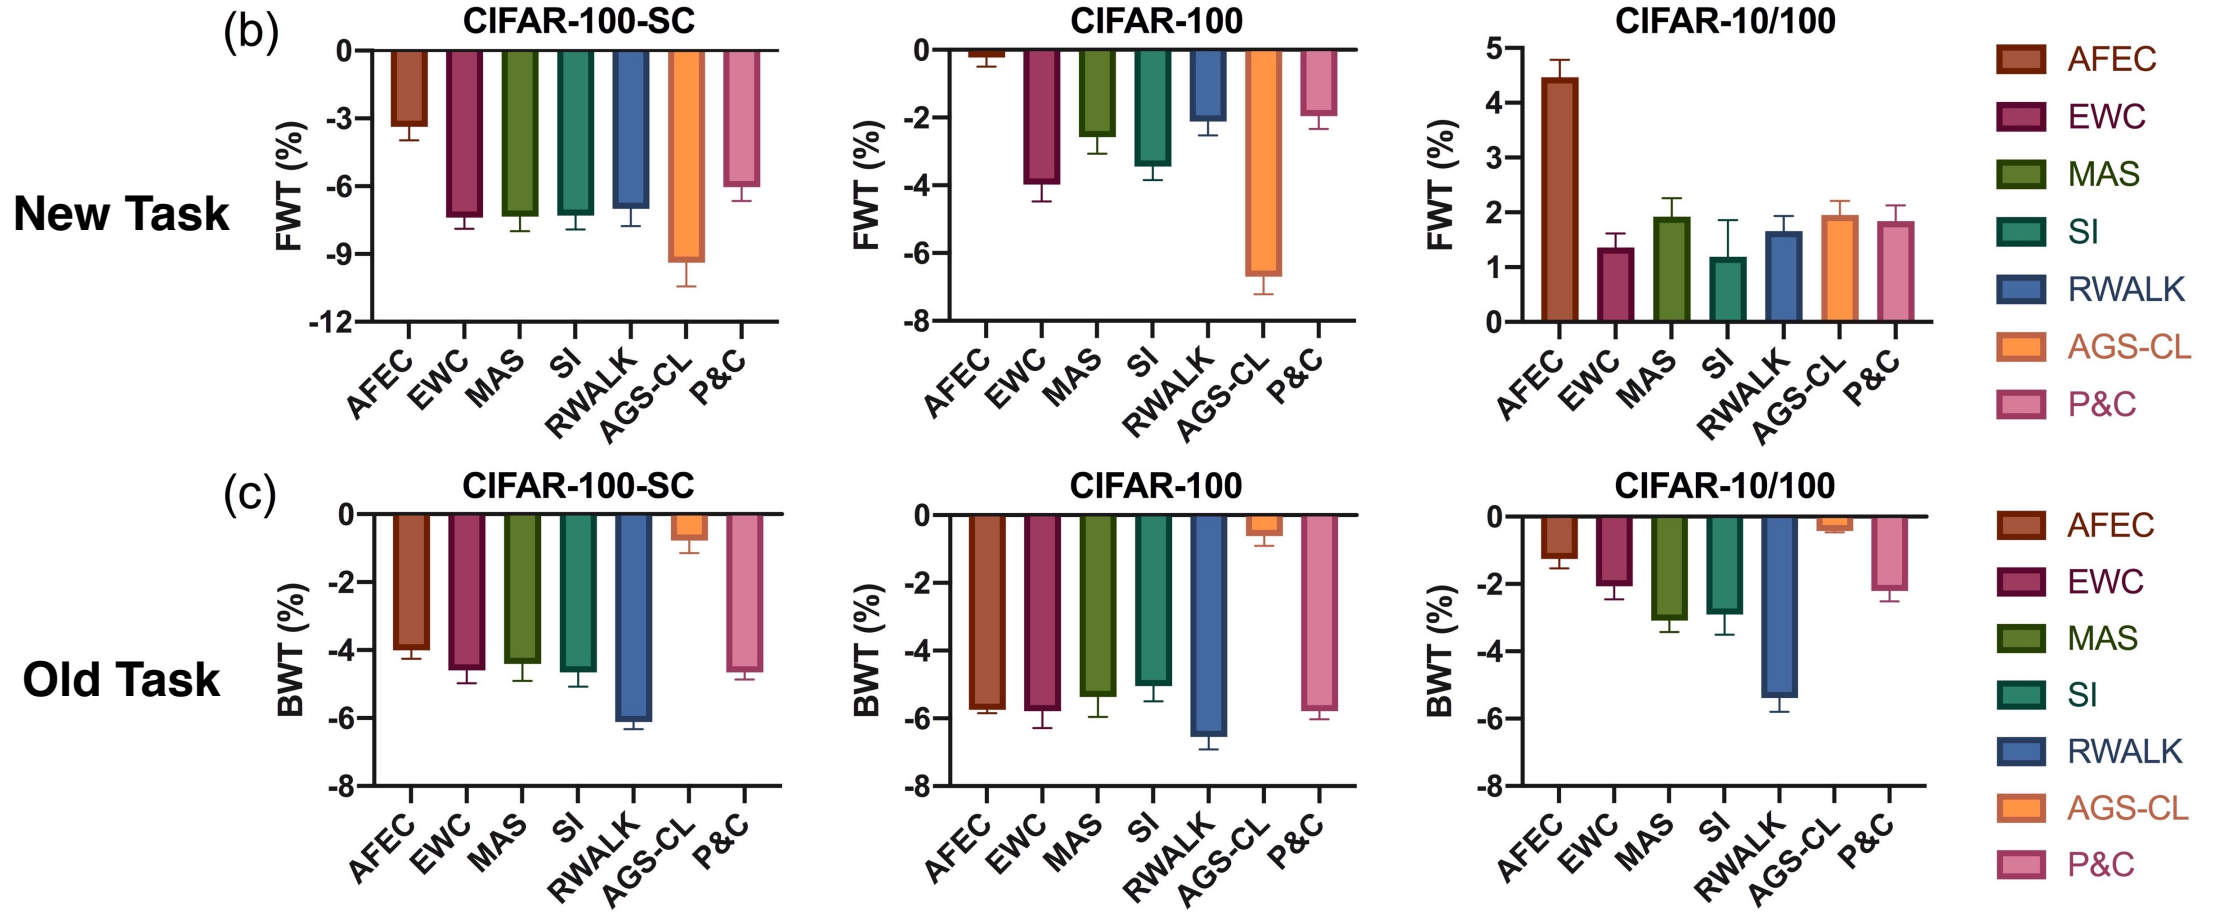 (b)
New Task
CIFAR-100-SC
FWT (%)
0
-3
-6
-9
-12
AFEC
EWC
MAS
SI
RWALK
AGS-CL
P&C
CIFAR-100
FWT (%)
0
-2
-4
-6
-8
AFEC
EWC
MAS
SI
RWALK
AGS-CL
P&C
CIFAR-10/100
FWT (%)
5
4
3
2
1
0
AFEC
EWC
MAS
SI
RWALK
AGS-CL
P&C
AFEC
EWC
MAS
SI
RWALK
AGS-CL
P&C
(c)
Old Task
CIFAR-100-SC
BWT (%)
0
-2
-4
-6
-8
AFEC
EWC
MAS
SI
RWALK
AGS-CL
P&C
CIFAR-100
BWT (%)
0
-2
-4
-6
-8
AFEC
EWC
MAS
SI
RWALK
AGS-CL
P&C
CIFAR-10/100
BWT (%)
0
-2
-4
-6
-8
AFEC
EWC
MAS
SI
RWALK
AGS-CL
P&C
AFEC
EWC
MAS
SI
RWALK
AGS-CL
P&C